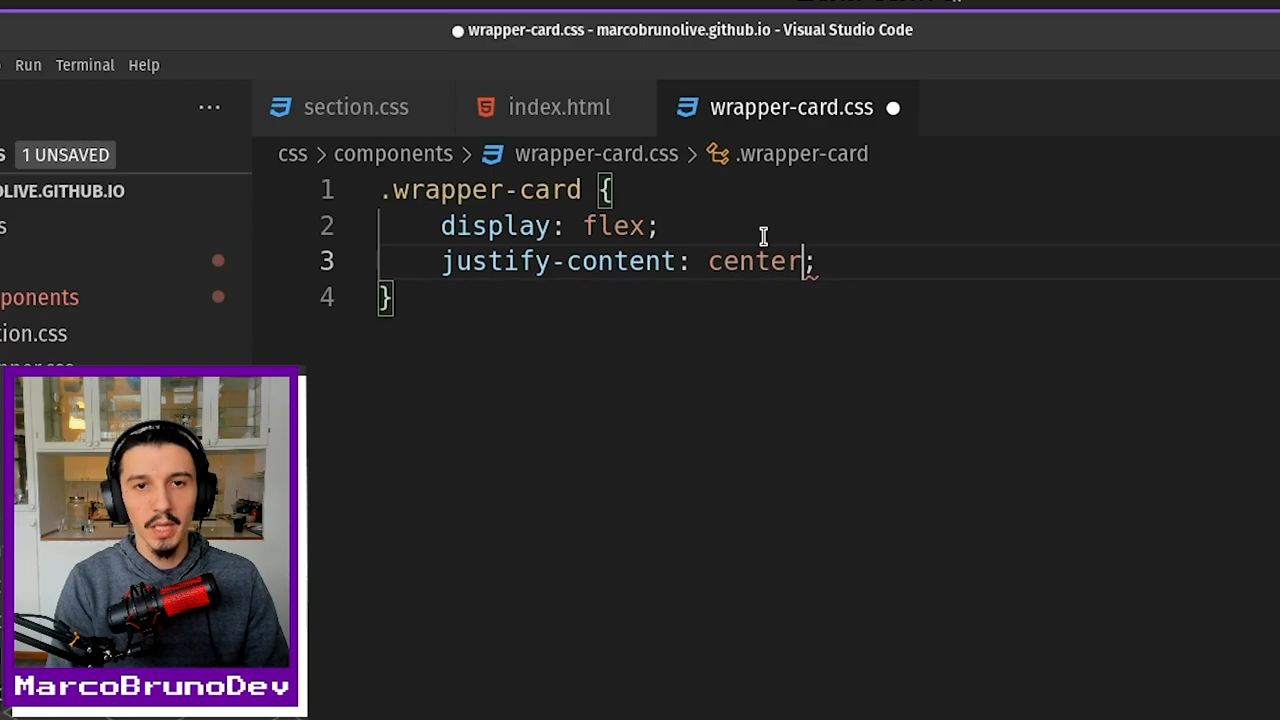 wrapper-card.css - marcobrunolive.github.io - Visual Studio Code
Run Terminal Help
··· section.css index.html wrapper-card.css
S 1 UNSAVED
css > components > wrapper-card.css > .wrapper-card
OLIVE.GITHUB.IO
s
ponents
tion.css
1 .wrapper-card {
2 display: flex;
3 justify-content: center;
4 }
MarcoBrunoDev